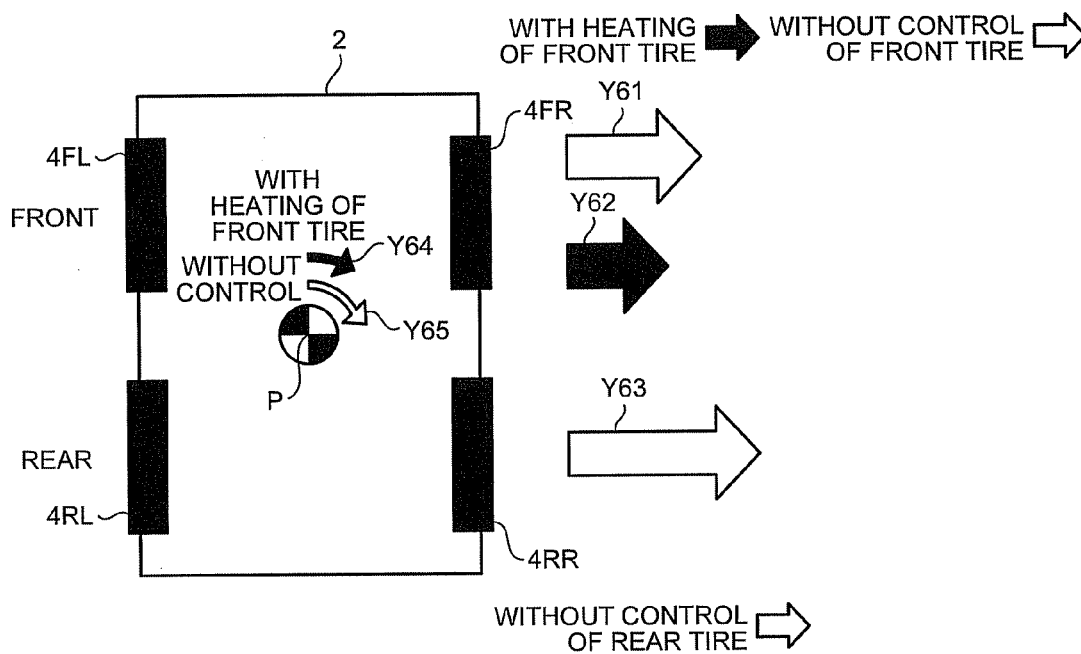 WITH HEATING
OF FRONT TIRE
WITHOUT CONTROL
OF FRONT TIRE
2
4FR
Y61
4FL
WITH
HEATING OF
FRONT TIRE
FRONT
Y62
Y64
WITHOUT
CONTROL
Y65
P
Y63
REAR
4RL
4RR
WITHOUT CONTROL
OF REAR TIRE